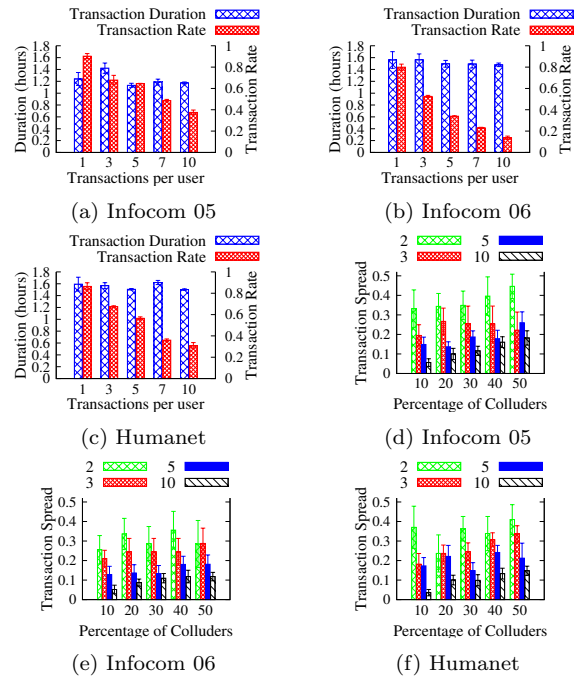 Transaction Duration
Transaction Rate
Duration (hours)
1.8
1.6
1.4
1.2
1
0.8
0.6
0.4
0.2
0
1
0.8
0.6
0.4
0.2
0
Transaction Rate
1 3 5 7 10
Transactions per user
(a) Infocom 05
Transaction Duration
Transaction Rate
Duration (hours)
1.8
1.6
1.4
1.2
1
0.8
0.6
0.4
0.2
0
1
0.8
0.6
0.4
0.2
0
Transaction Rate
1 3 5 7 10
Transactions per user
(b) Infocom 06
Transaction Duration
Transaction Rate
Duration (hours)
1.8
1.6
1.4
1.2
1
0.8
0.6
0.4
0.2
0
1
0.8
0.6
0.4
0.2
0
Transaction Rate
1 3 5 7 10
Transactions per user
(c) Humanet
2 5
3 10
Transaction Spread
0.5
0.4
0.3
0.2
0.1
0
10 20 30 40 50
Percentage of Colluders
(d) Infocom 05
2 5
3 10
Transaction Spread
0.5
0.4
0.3
0.2
0.1
0
10 20 30 40 50
Percentage of Colluders
(e) Infocom 06
2 5
3 10
Transaction Spread
0.5
0.4
0.3
0.2
0.1
0
10 20 30 40 50
Percentage of Colluders
(f) Humanet